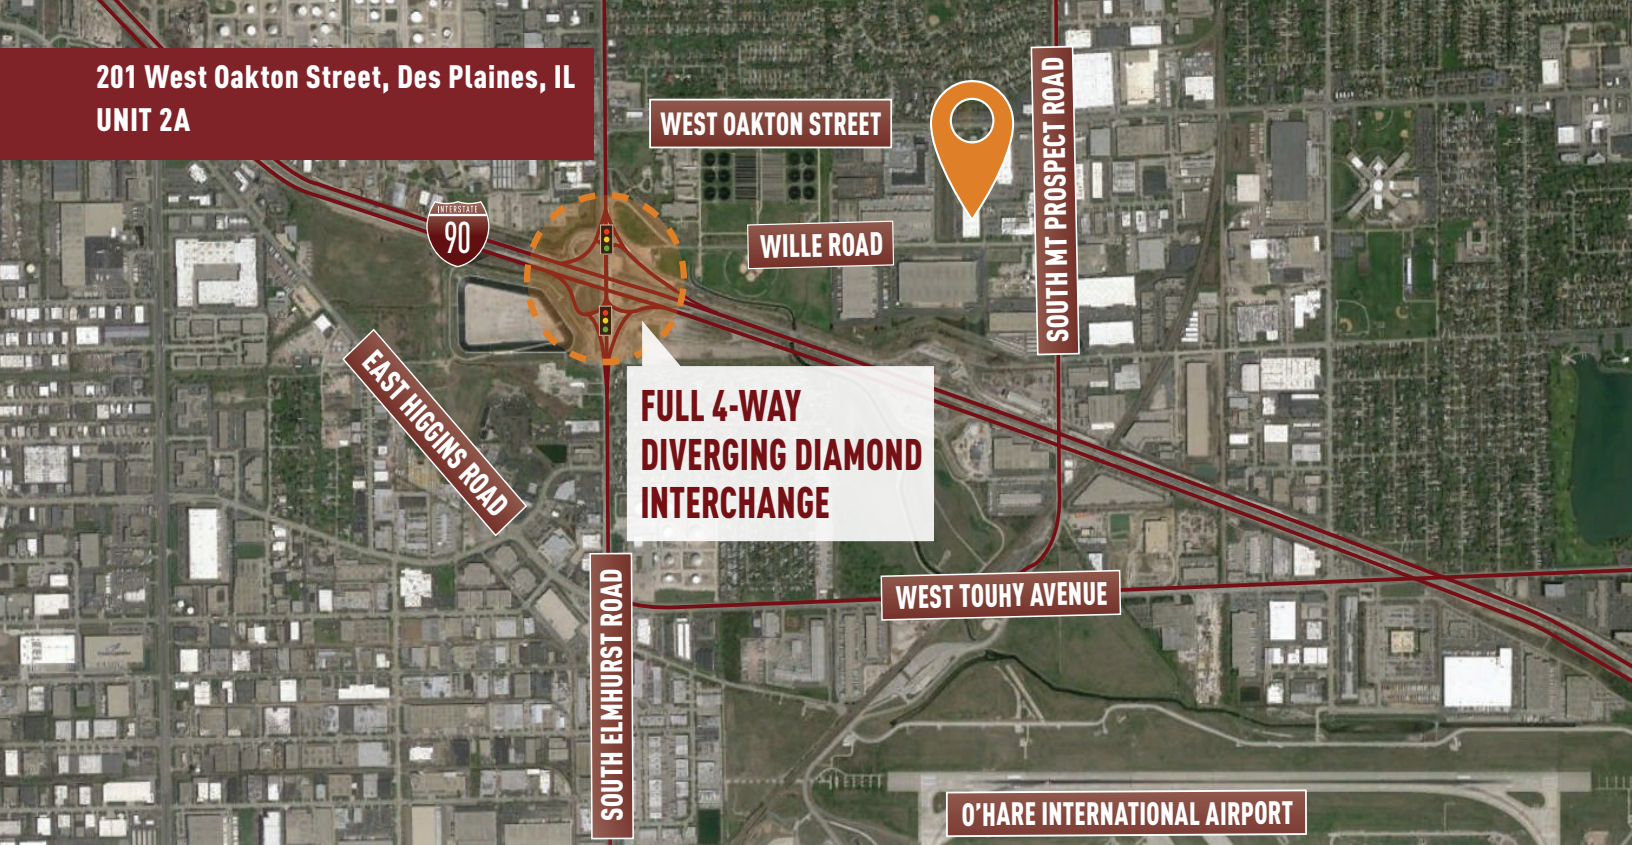 201 West Oakton Street, Des Plaines, IL
UNIT 2A
WEST OAKTON STREET
SOUTH MT PROSPECT ROAD
INTERSTATE
90
WILLE ROAD
EAST HIGGINS ROAD
FULL 4-WAY
DIVERGING DIAMOND
INTERCHANGE
SOUTH ELMHURST ROAD
WEST TOUHY AVENUE
O'HARE INTERNATIONAL AIRPORT